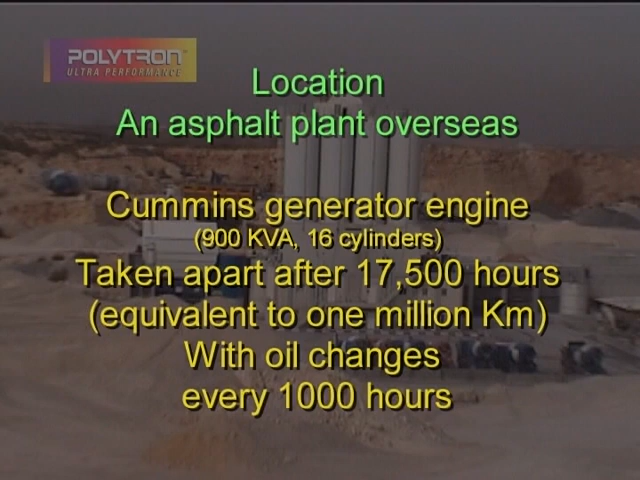 POLYTRON™
ULTRA PERFORMANCE
Location
An asphalt plant overseas
Cummins generator engine
(900 KVA, 16 cylinders)
Taken apart after 17,500 hours
(equivalent to one million Km)
With oil changes
every 1000 hours